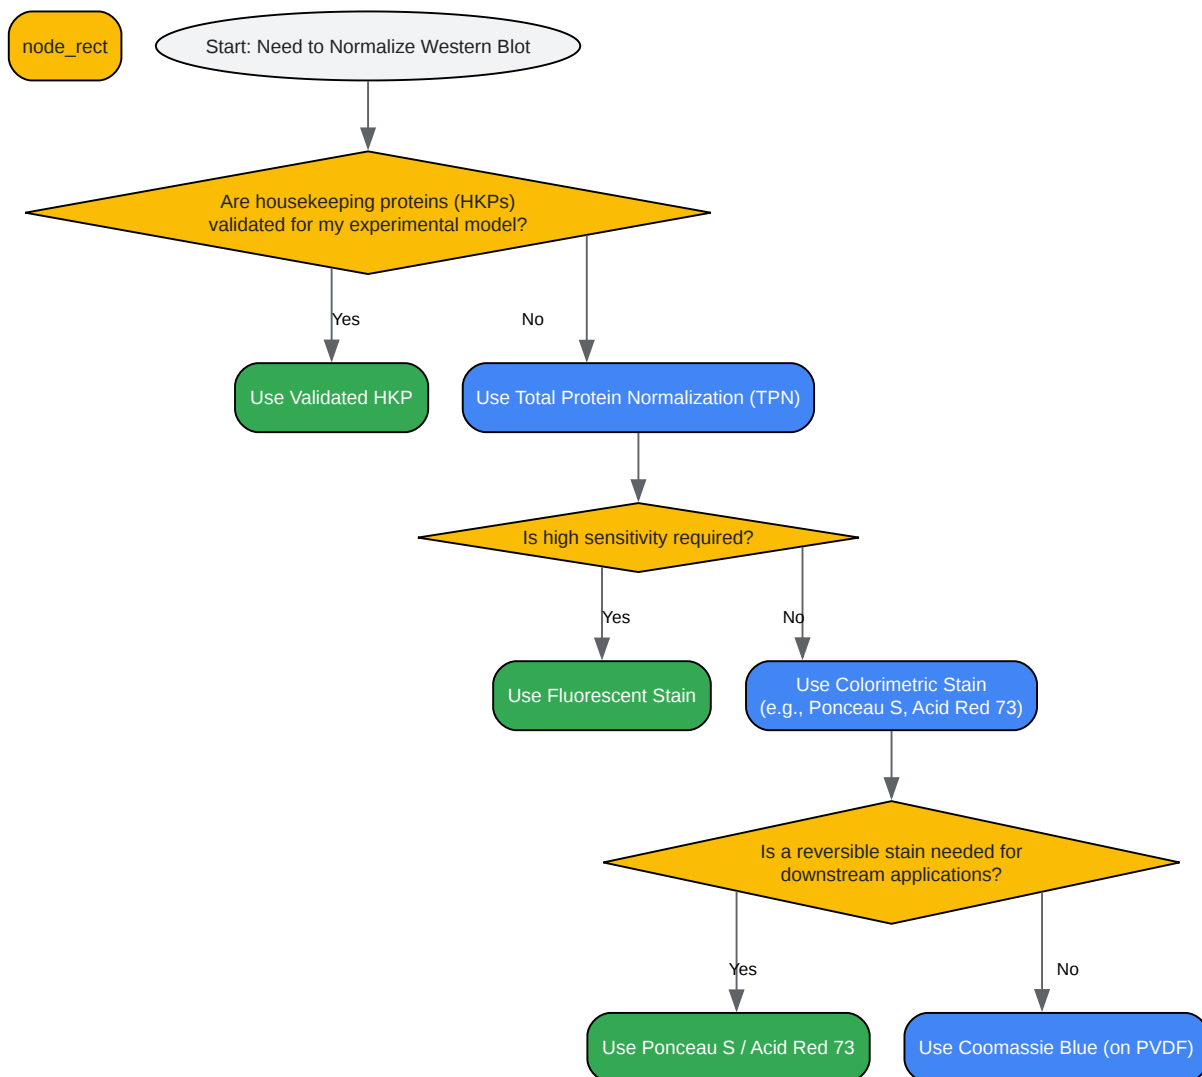 node_rect
Start: Need to Normalize Western Blot
Are housekeeping proteins (HKPs)
validated for my experimental model?
Yes
No
Use Validated HKP
Use Total Protein Normalization (TPN)
Is high sensitivity required?
Yes
No
Use Fluorescent Stain
Use Colorimetric Stain
(e.g., Ponceau S, Acid Red 73)
Is a reversible stain needed for
downstream applications?
Yes
No
Use Ponceau S / Acid Red 73
Use Coomassie Blue (on PVDF)